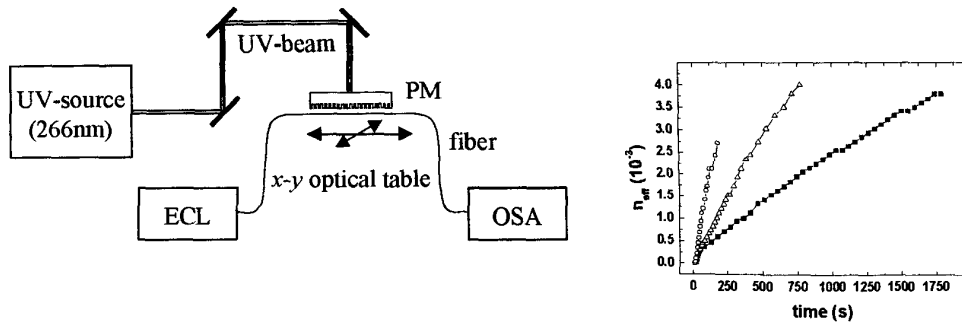 UV-beam
UV-source
(266nm)
PM
fiber
x-y optical table
ECL
OSA
n_eff (10^-3)
4.0
3.5
3.0
2.5
2.0
1.5
1.0
0.5
0.0
0 250 500 750 1000 1250 1500 1750
time (s)